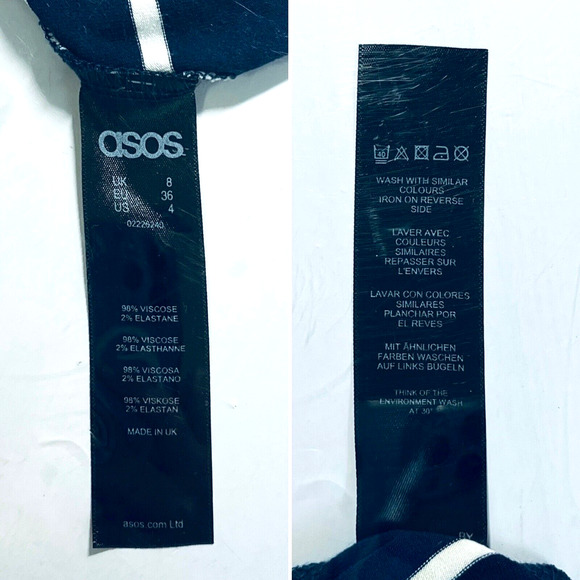 asos
UK 8
EU 36
US 4
02226240
98% VISCOSE
2% ELASTANE
98% VISCOSE
2% ELASTHANNE
98% VISCOSA
2% ELASTANO
98% VISKOSE
2% ELASTAN
MADE IN UK
asos.com Ltd
40
WASH WITH SIMILAR
COLOURS
IRON ON REVERSE
SIDE
LAVER AVEC
COULEURS
SIMILAIRES
REPASSER SUR
L'ENVERS
LAVAR CON COLORES
SIMILARES
PLANCHAR POR
EL REVES
MIT ÄHNLICHEN
FARBEN WASCHEN
AUF LINKS BUGELN
THINK OF THE
ENVIRONMENT WASH
AT 30°
BY